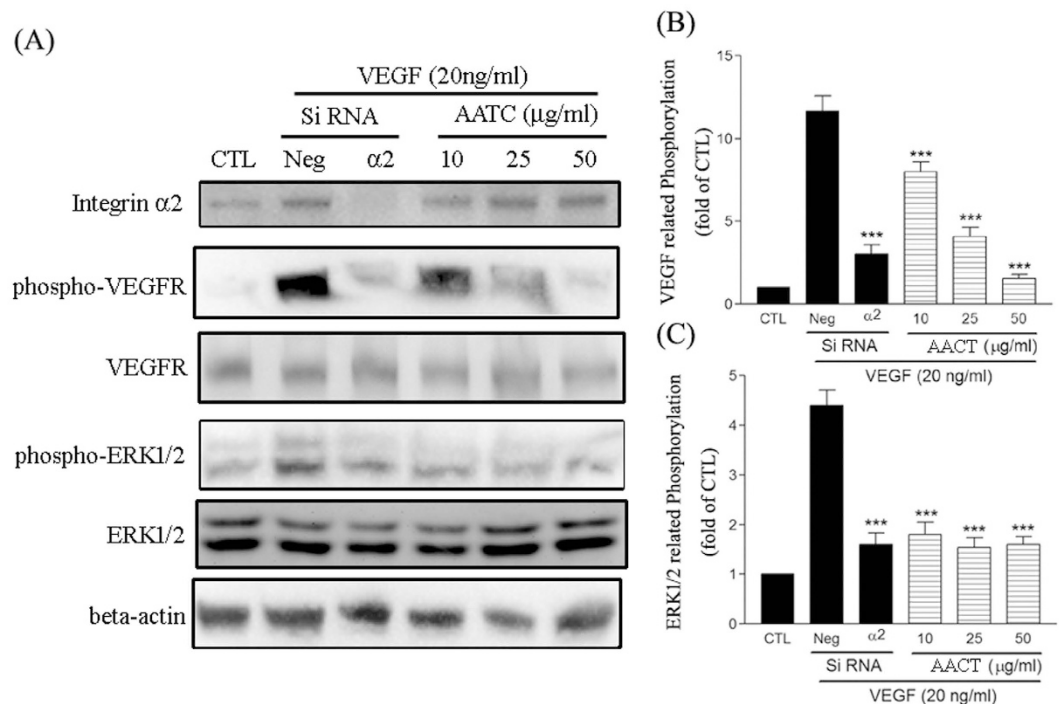 (A)
VEGF (20ng/ml)
Si RNA AATC (μg/ml)
CTL Neg α2 10 25 50
Integrin α2
phospho-VEGFR
VEGFR
phospho-ERK1/2
ERK1/2
beta-actin
(B)
VEGF related Phosphorylation
(fold of CTL)
15
10
5
0
***
***
***
***
CTL Neg α2 10 25 50
Si RNA AACT (μg/ml)
VEGF (20 ng/ml)
(C)
ERK1/2 related Phosphorylation
(fold of CTL)
5
4
3
2
1
0
*** *** *** ***
CTL Neg α2 10 25 50
Si RNA AACT (μg/ml)
VEGF (20 ng/ml)